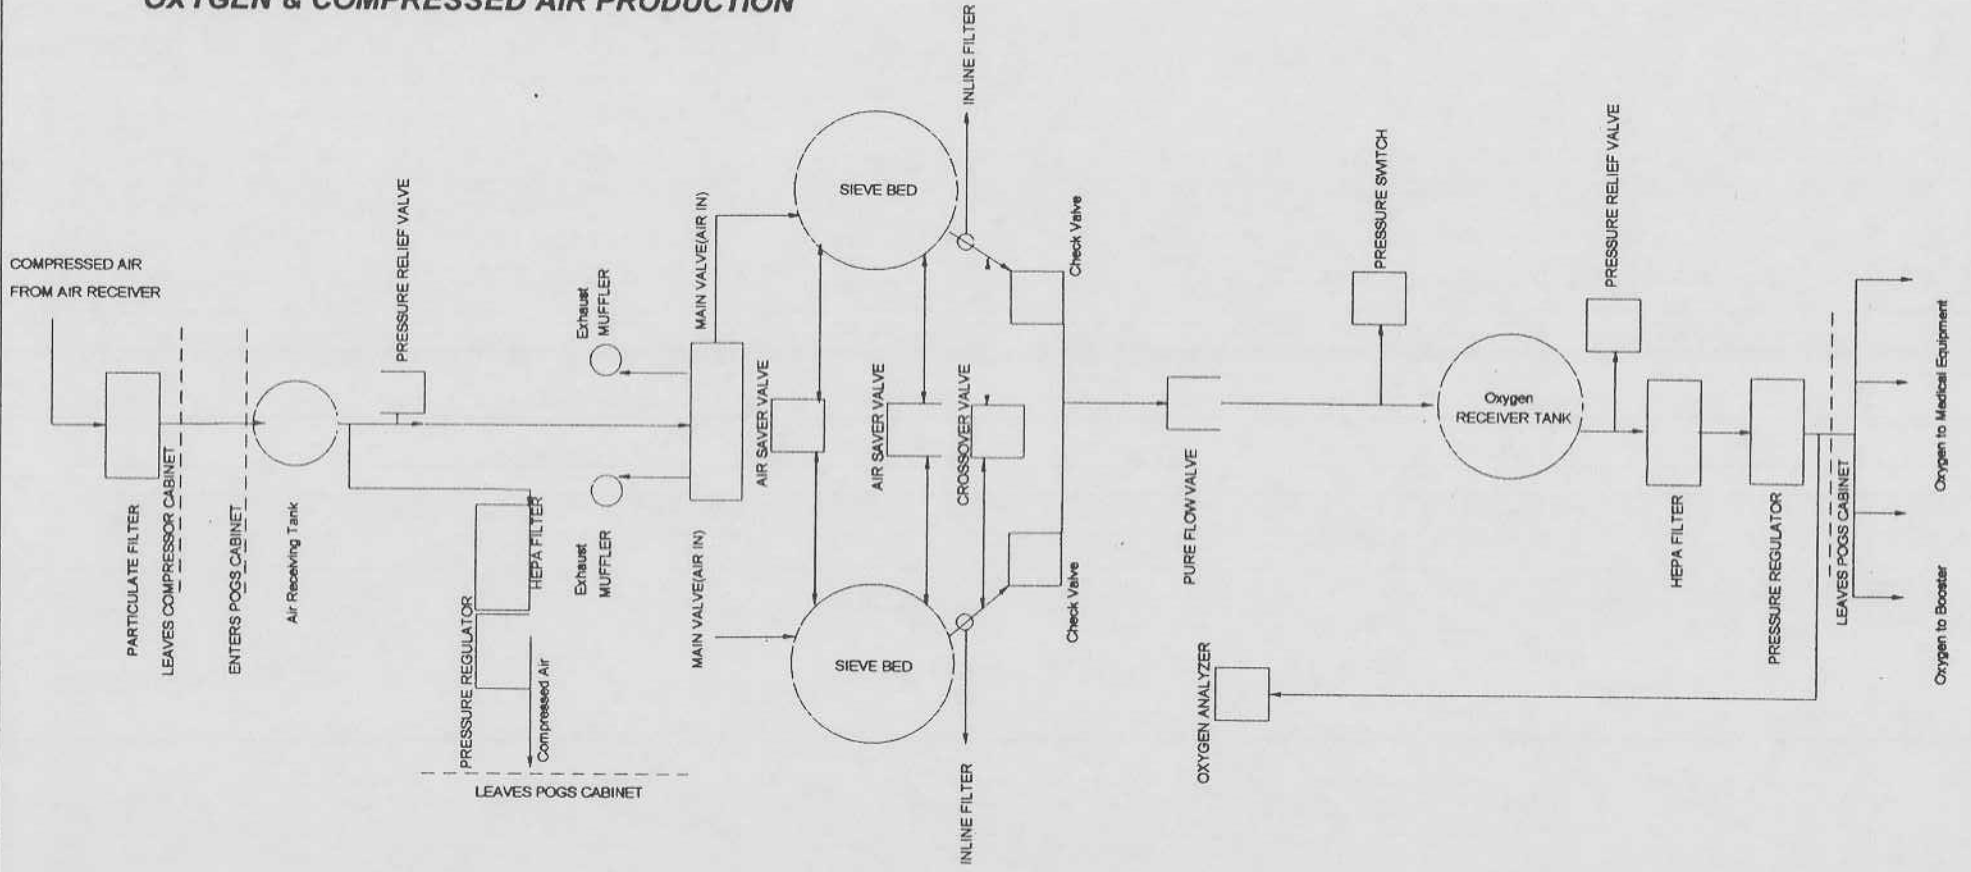 OXYGEN & COMPRESSED AIR PRODUCTION
COMPRESSED AIR
FROM AIR RECEIVER
PARTICULATE FILTER
LEAVES COMPRESSOR CABINET
ENTERS POGS CABINET
Air Receiving Tank
PRESSURE RELIEF VALVE
PRESSURE REGULATOR
HEPA FILTER
Compressed Air
LEAVES POGS CABINET
Exhaust
MUFFLER
Exhaust
MUFFLER
MAIN VALVE(AIR IN)
MAIN VALVE(AIR IN)
AIR SAVER VALVE
SIEVE BED
SIEVE BED
AIR SAVER VALVE
CROSSOVER VALVE
INLINE FILTER
INLINE FILTER
Check Valve
Check Valve
PURE FLOW VALVE
OXYGEN ANALYZER
PRESSURE SWITCH
Oxygen
RECEIVER TANK
PRESSURE RELIEF VALVE
HEPA FILTER
PRESSURE REGULATOR
LEAVES POGS CABINET
Oxygen to Medical Equipment
Oxygen to Booster